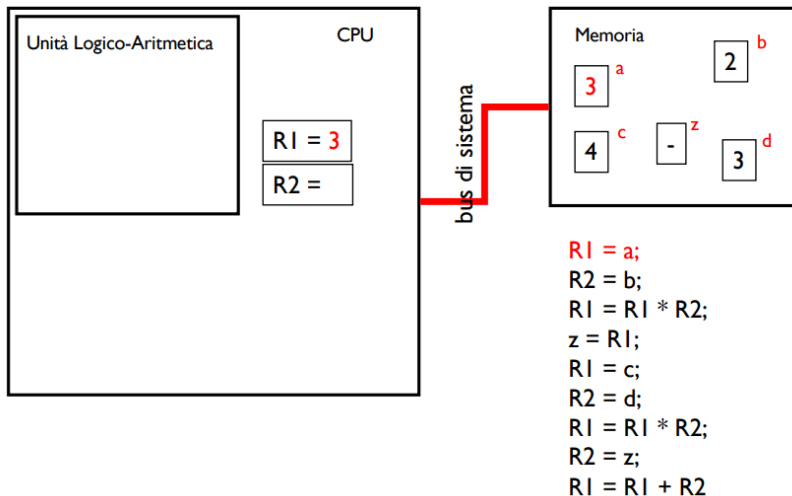 Unità Logico-Aritmetica
CPU
R1 = 3
R2 =
bus di sistema
Memoria
3 a
2 b
4 c
- z
3 d
R1 = a;
R2 = b;
R1 = R1 * R2;
z = R1;
R1 = c;
R2 = d;
R1 = R1 * R2;
R2 = z;
R1 = R1 + R2